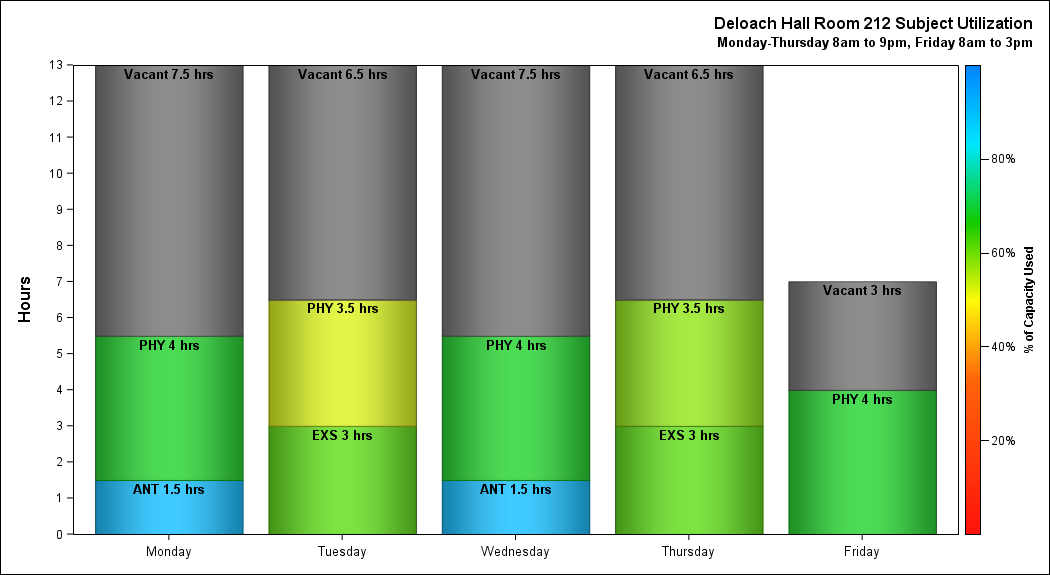 Deloach Hall Room 212 Subject Utilization
Monday-Thursday 8am to 9pm, Friday 8am to 3pm
Hours
13
12
11
10
9
8
7
6
5
4
3
2
1
0
Vacant 7.5 hrs
PHY 4 hrs
ANT 1.5 hrs
Vacant 6.5 hrs
PHY 3.5 hrs
EXS 3 hrs
Vacant 7.5 hrs
PHY 4 hrs
ANT 1.5 hrs
Vacant 6.5 hrs
PHY 3.5 hrs
EXS 3 hrs
Vacant 3 hrs
PHY 4 hrs
Monday Tuesday Wednesday Thursday Friday
80%
60%
40%
20%
% of Capacity Used